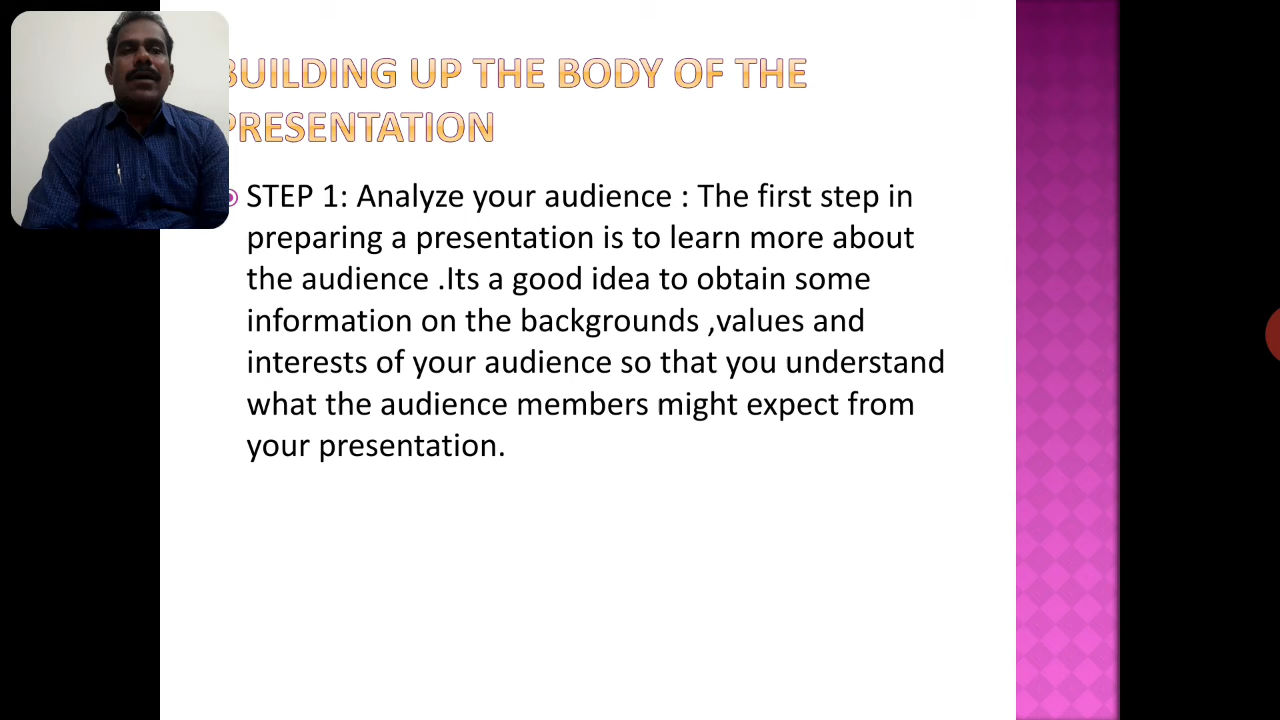 BUILDING UP THE BODY OF THE
PRESENTATION
STEP 1: Analyze your audience : The first step in
preparing a presentation is to learn more about
the audience .Its a good idea to obtain some
information on the backgrounds ,values and
interests of your audience so that you understand
what the audience members might expect from
your presentation.